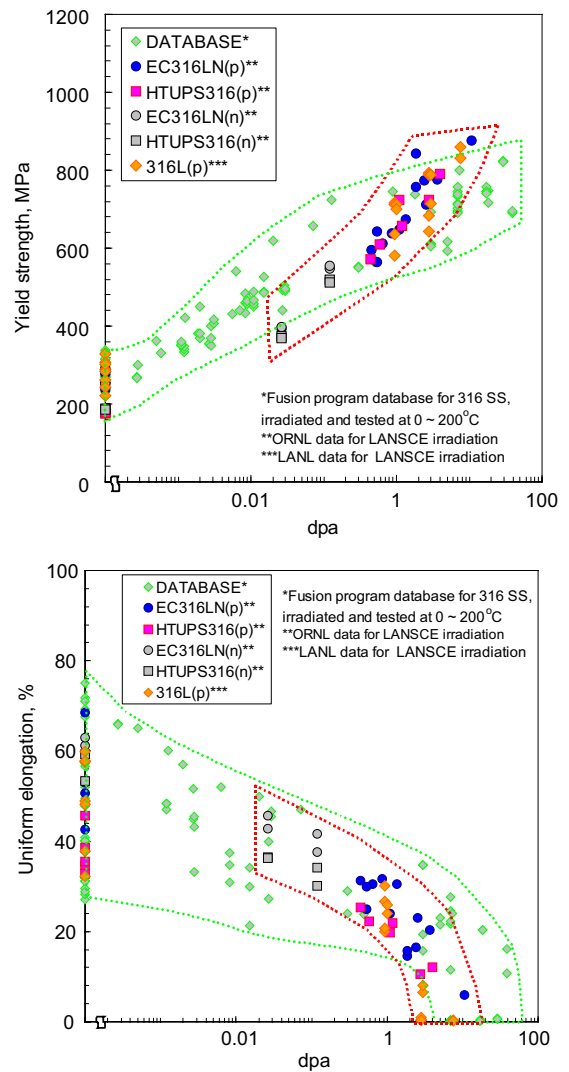 1200
1000
800
600
400
200
0
Yield strength, MPa
DATABASE*
EC316LN(p)**
HTUPS316(p)**
EC316LN(n)**
HTUPS316(n)**
316L(p)***
*Fusion program database for 316 SS,
irradiated and tested at 0 ~ 200°C
**ORNL data for LANSCE irradiation
***LANL data for LANSCE irradiation
0.01 1 100
dpa
100
80
60
40
20
0
Uniform elongation, %
DATABASE*
EC316LN(p)**
HTUPS316(p)**
EC316LN(n)**
HTUPS316(n)**
316L(p)***
*Fusion program database for 316 SS,
irradiated and tested at 0 ~ 200°C
**ORNL data for LANSCE irradiation
***LANL data for LANSCE irradiation
0.01 1 100
dpa